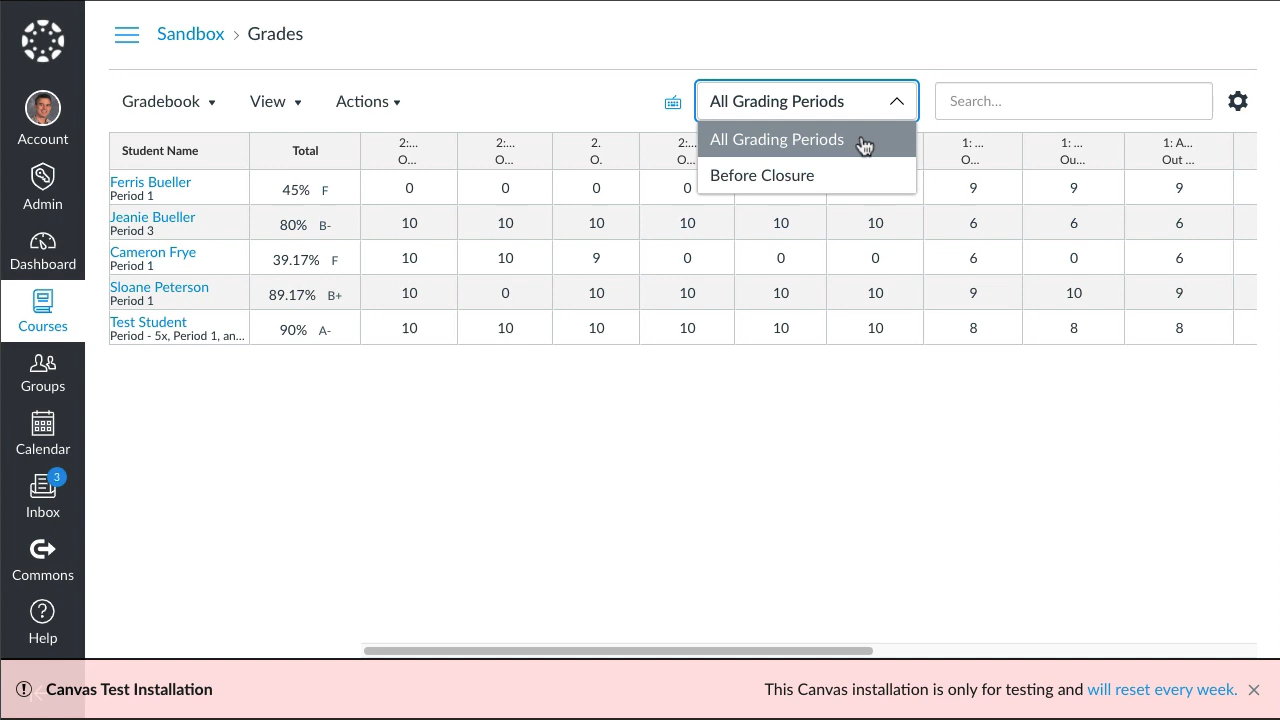 Sandbox > Grades
Gradebook ▾ View ▾ Actions ▾ All Grading Periods Search...
All Grading Periods
Before Closure
Student Name Total 2:... O... 2:... O... 2. O. 2:... O... 1: ... O... 1: ... Ou... 1: A... Out ...
Ferris Bueller 45% F 0 0 0 0 9 9 9
Period 1
Jeanie Bueller 80% B- 10 10 10 10 10 10 6 6 6
Period 3
Cameron Frye 39.17% F 10 10 9 0 0 0 6 0 6
Period 1
Sloane Peterson 89.17% B+ 10 0 10 10 10 10 9 10 9
Period 1
Test Student 90% A- 10 10 10 10 10 10 8 8 8
Period - 5x, Period 1, an...
Account
Admin
Dashboard
Courses
Groups
Calendar
3
Inbox
Commons
Help
Canvas Test Installation This Canvas installation is only for testing and will reset every week. ×